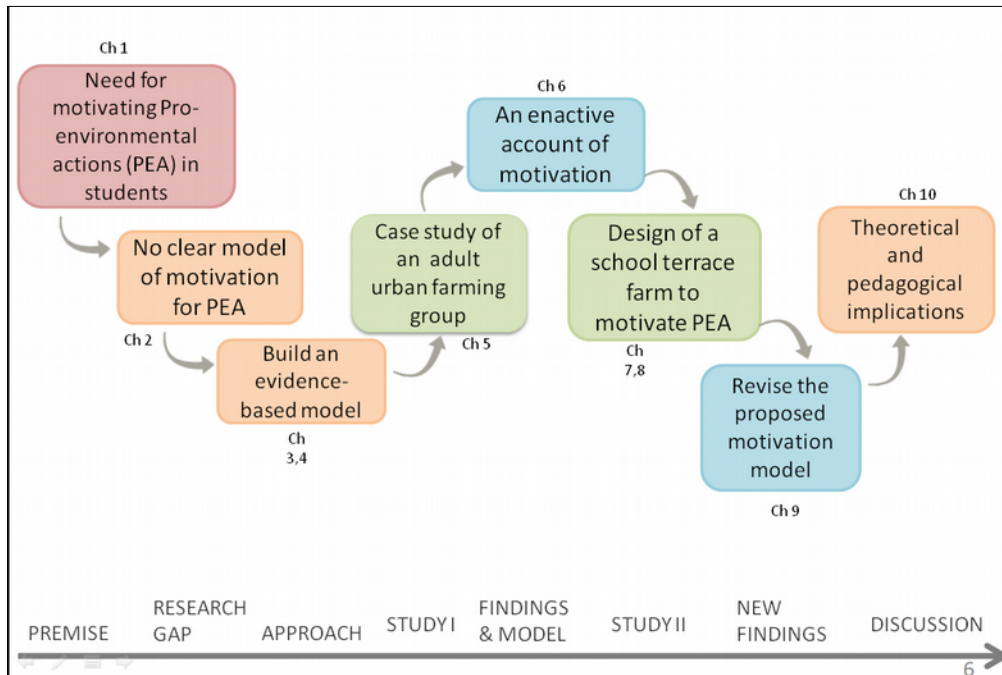 Ch 1
Need for
motivating Pro-
environmental
actions (PEA) in
students
No clear model
of motivation
for PEA
Ch 2
Build an
evidence-
based model
Ch
3,4
Case study of
an adult
urban farming
group
Ch 5
Ch 6
An enactive
account of
motivation
Design of a
school terrace
farm to
motivate PEA
Ch
7,8
Revise the
proposed
motivation
model
Ch 9
Ch 10
Theoretical
and
pedagogical
implications
PREMISE
RESEARCH
GAP
APPROACH
STUDY I
FINDINGS
& MODEL
STUDY II
NEW
FINDINGS
DISCUSSION
6